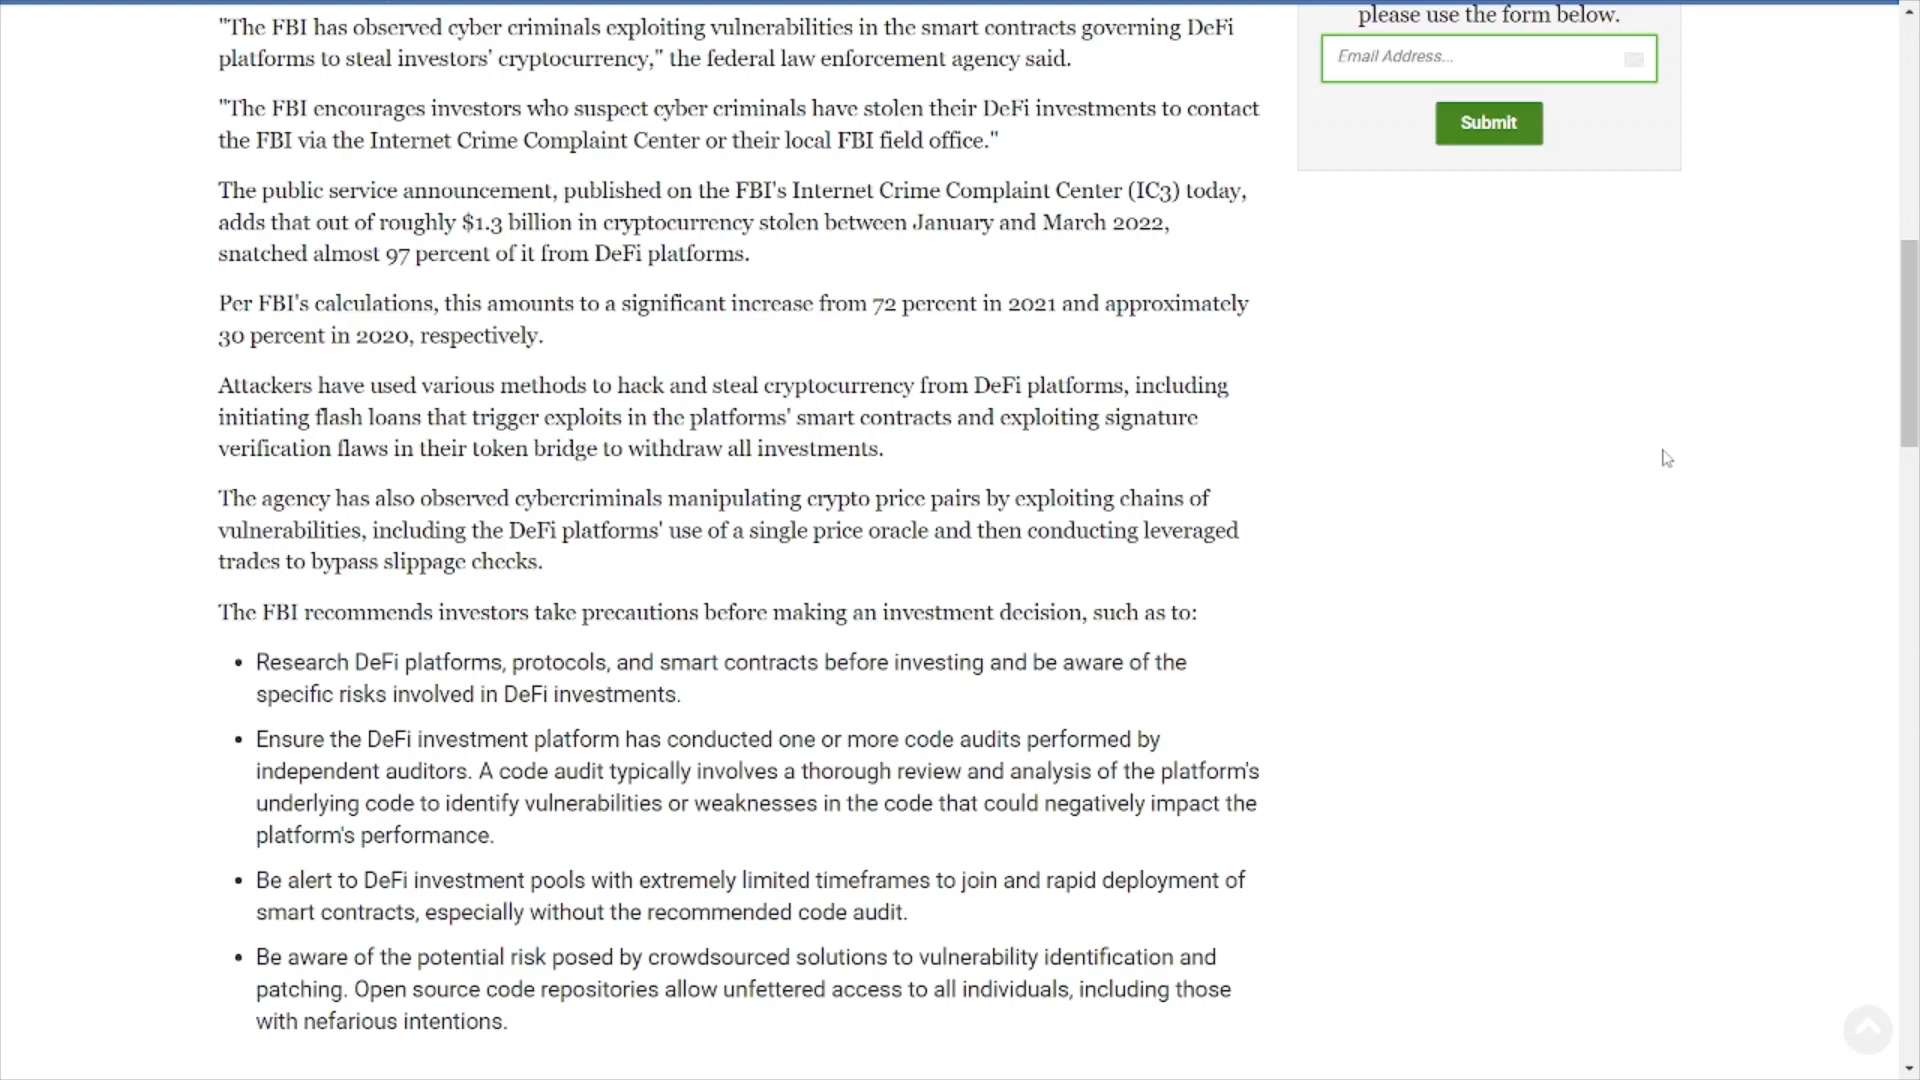 "The FBI has observed cyber criminals exploiting vulnerabilities in the smart contracts governing DeFi
platforms to steal investors' cryptocurrency," the federal law enforcement agency said.
"The FBI encourages investors who suspect cyber criminals have stolen their DeFi investments to contact
the FBI via the Internet Crime Complaint Center or their local FBI field office."
The public service announcement, published on the FBI's Internet Crime Complaint Center (IC3) today,
adds that out of roughly $1.3 billion in cryptocurrency stolen between January and March 2022,
snatched almost 97 percent of it from DeFi platforms.
Per FBI's calculations, this amounts to a significant increase from 72 percent in 2021 and approximately
30 percent in 2020, respectively.
Attackers have used various methods to hack and steal cryptocurrency from DeFi platforms, including
initiating flash loans that trigger exploits in the platforms' smart contracts and exploiting signature
verification flaws in their token bridge to withdraw all investments.
The agency has also observed cybercriminals manipulating crypto price pairs by exploiting chains of
vulnerabilities, including the DeFi platforms' use of a single price oracle and then conducting leveraged
trades to bypass slippage checks.
The FBI recommends investors take precautions before making an investment decision, such as to:
• Research DeFi platforms, protocols, and smart contracts before investing and be aware of the
specific risks involved in DeFi investments.
• Ensure the DeFi investment platform has conducted one or more code audits performed by
independent auditors. A code audit typically involves a thorough review and analysis of the platform's
underlying code to identify vulnerabilities or weaknesses in the code that could negatively impact the
platform's performance.
• Be alert to DeFi investment pools with extremely limited timeframes to join and rapid deployment of
smart contracts, especially without the recommended code audit.
• Be aware of the potential risk posed by crowdsourced solutions to vulnerability identification and
patching. Open source code repositories allow unfettered access to all individuals, including those
with nefarious intentions.
please use the form below.
Email Address...
Submit